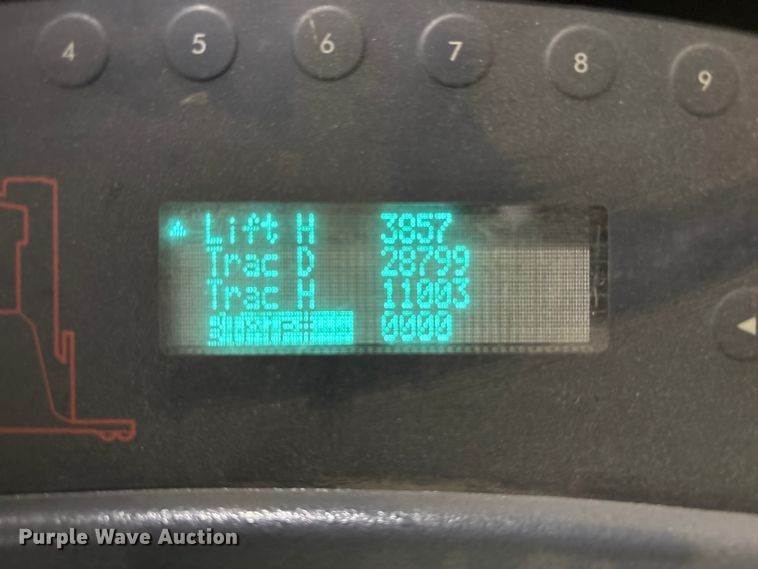 4 5 6 7 8 9
Lift H 3857
Trac D 28799
Trac H 11003
0000
Purple Wave Auction